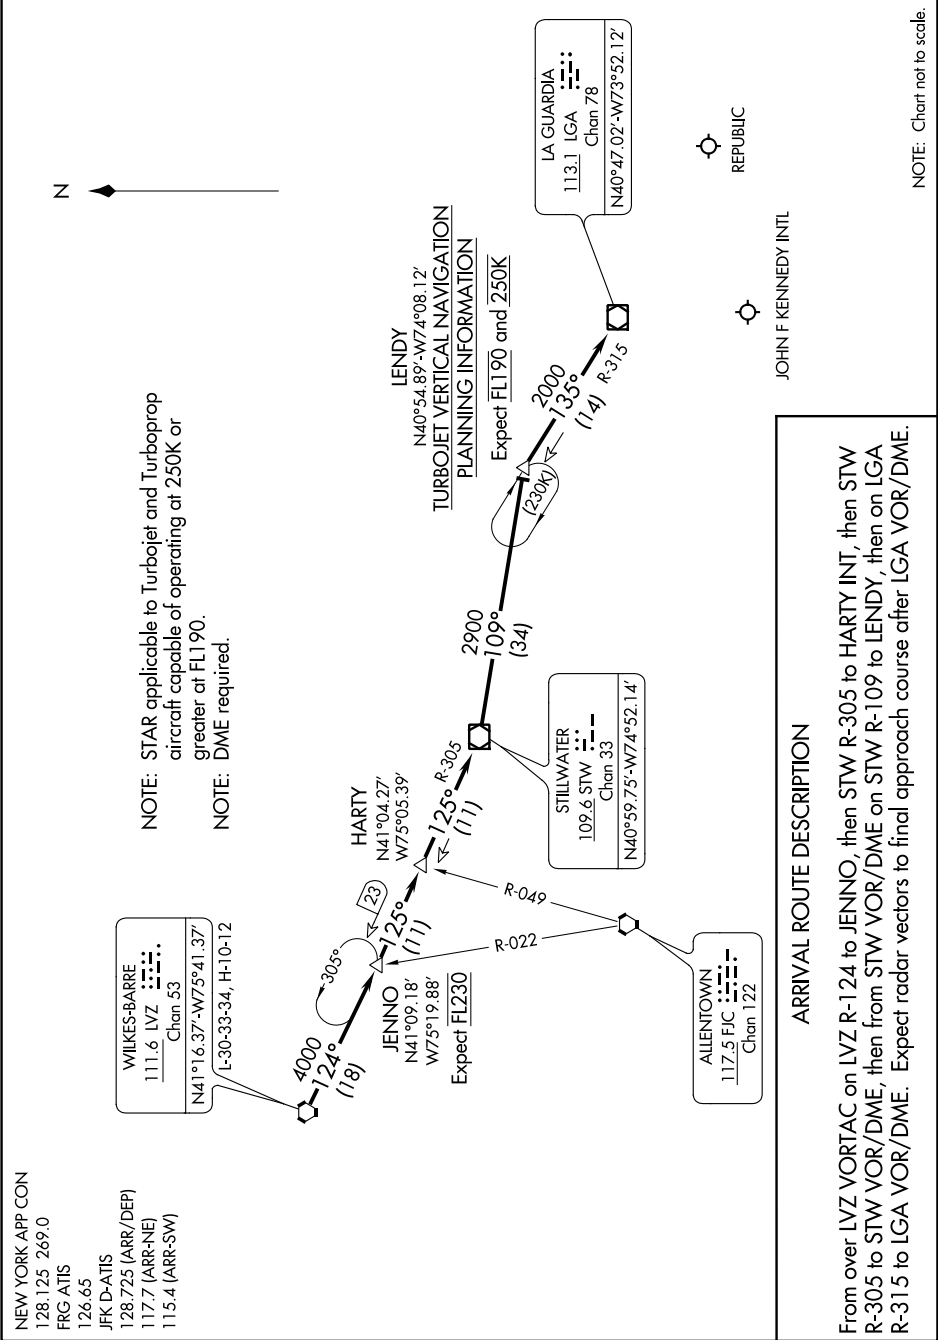 NEW YORK APP CON
128.125 269.0
FRG ATIS
126.65
JFK D-ATIS
128.725 (ARR/DEP)
117.7 (ARR-NE)
115.4 (ARR-SW)
NOTE: STAR applicable to Turbojet and Turboprop
aircraft capable of operating at 250K or
greater at FL190.
NOTE: DME required.
N
WILKES-BARRE
111.6 LVZ
Chan 53
N41°16.37'-W75°41.37'
L-30-33-34, H-10-12
4000
124°
(18)
305°
23
JENNO
N41°09.18'
W75°19.88'
Expect FL230
125°
(11)
HARTY
N41°04.27'
W75°05.39'
125°
(11)
R-305
R-022
R-049
ALLENTOWN
117.5 FJC
Chan 122
STILLWATER
109.6 STW
Chan 33
N40°59.75'-W74°52.14'
2900
109°
(34)
LENDY
N40°54.89'-W74°08.12'
TURBOJET VERTICAL NAVIGATION
PLANNING INFORMATION
Expect FL190 and 250K
(230K)
2000
135°
(14)
R-315
LA GUARDIA
113.1 LGA
Chan 78
N40°47.02'-W73°52.12'
REPUBLIC
JOHN F KENNEDY INTL
NOTE: Chart not to scale.
ARRIVAL ROUTE DESCRIPTION
From over LVZ VORTAC on LVZ R-124 to JENNO, then STW R-305 to HARTY INT, then STW
R-305 to STW VOR/DME, then from STW VOR/DME on STW R-109 to LENDY, then on LGA
R-315 to LGA VOR/DME. Expect radar vectors to final approach course after LGA VOR/DME.